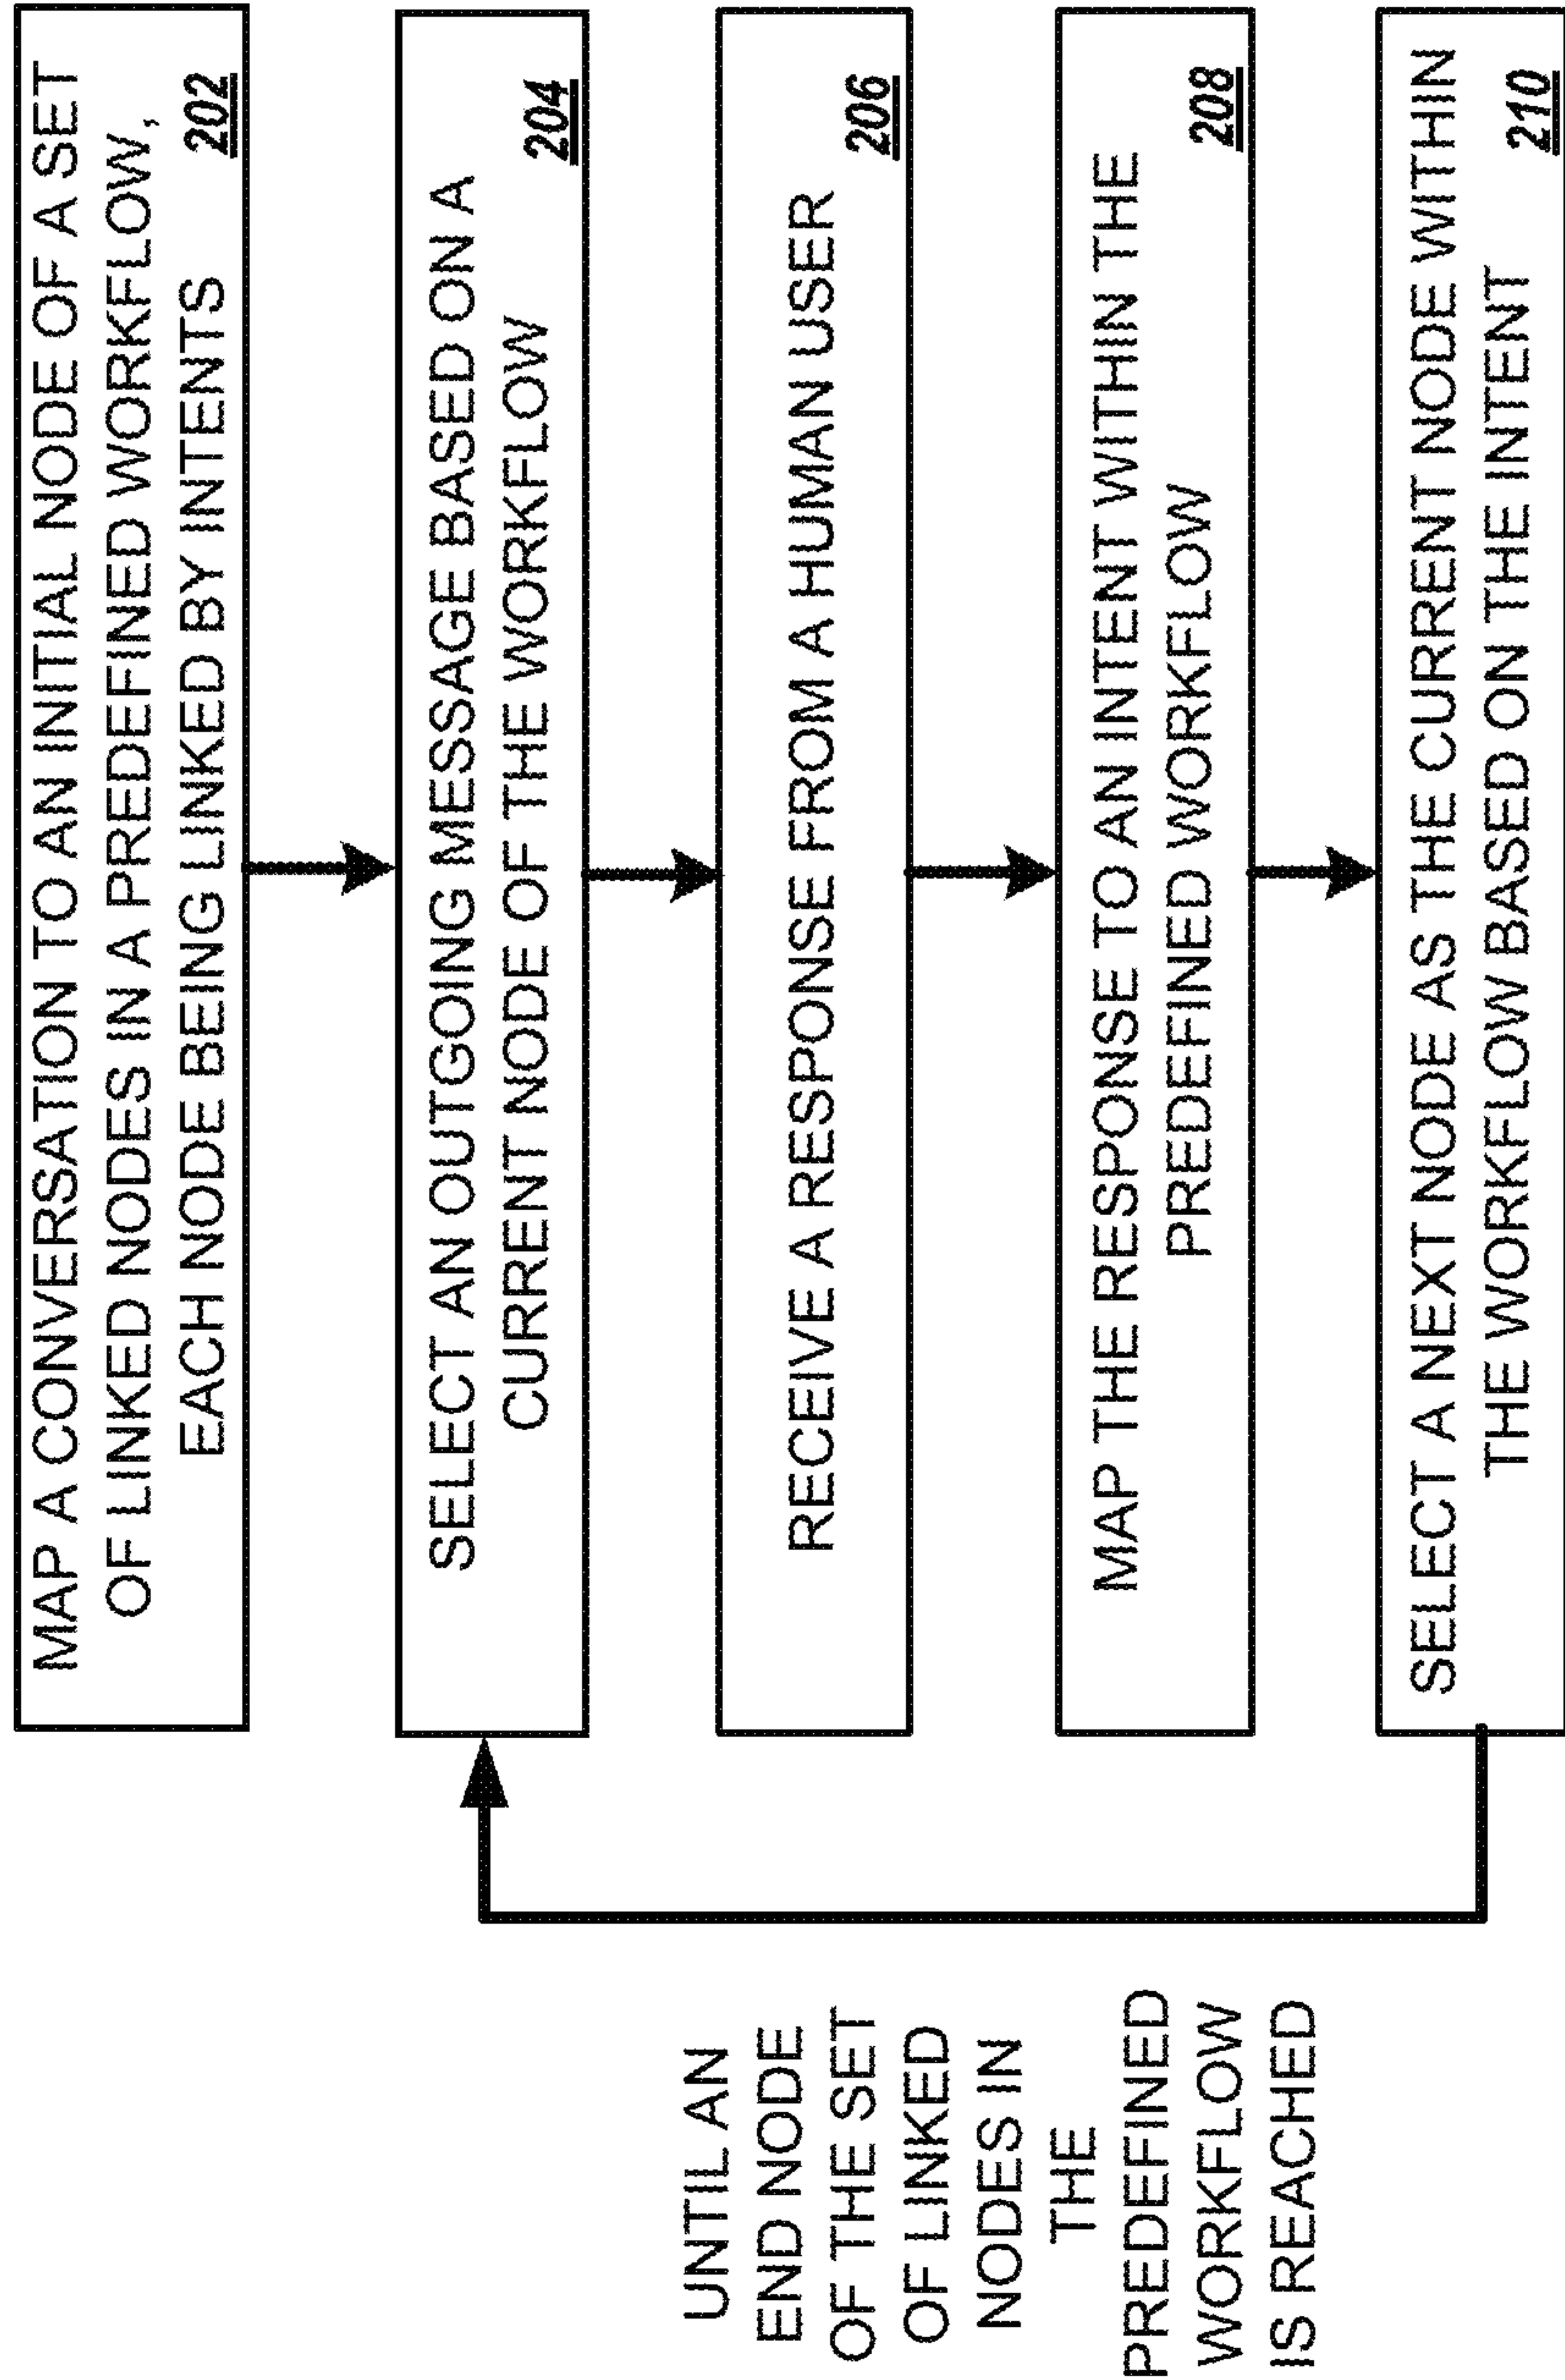 MAP A CONVERSATION TO AN INITIAL NODE OF A SET
OF LINKED NODES IN A PREDEFINED WORKFLOW,
EACH NODE BEING LINKED BY INTENTS
202
SELECT AN OUTGOING MESSAGE BASED ON A
CURRENT NODE OF THE WORKFLOW
204
RECEIVE A RESPONSE FROM A HUMAN USER
206
MAP THE RESPONSE TO AN INTENT WITHIN THE
PREDEFINED WORKFLOW
208
SELECT A NEXT NODE AS THE CURRENT NODE WITHIN
THE WORKFLOW BASED ON THE INTENT
210
UNTIL AN
END NODE
OF THE SET
OF LINKED
NODES IN
THE
PREDEFINED
WORKFLOW
IS REACHED